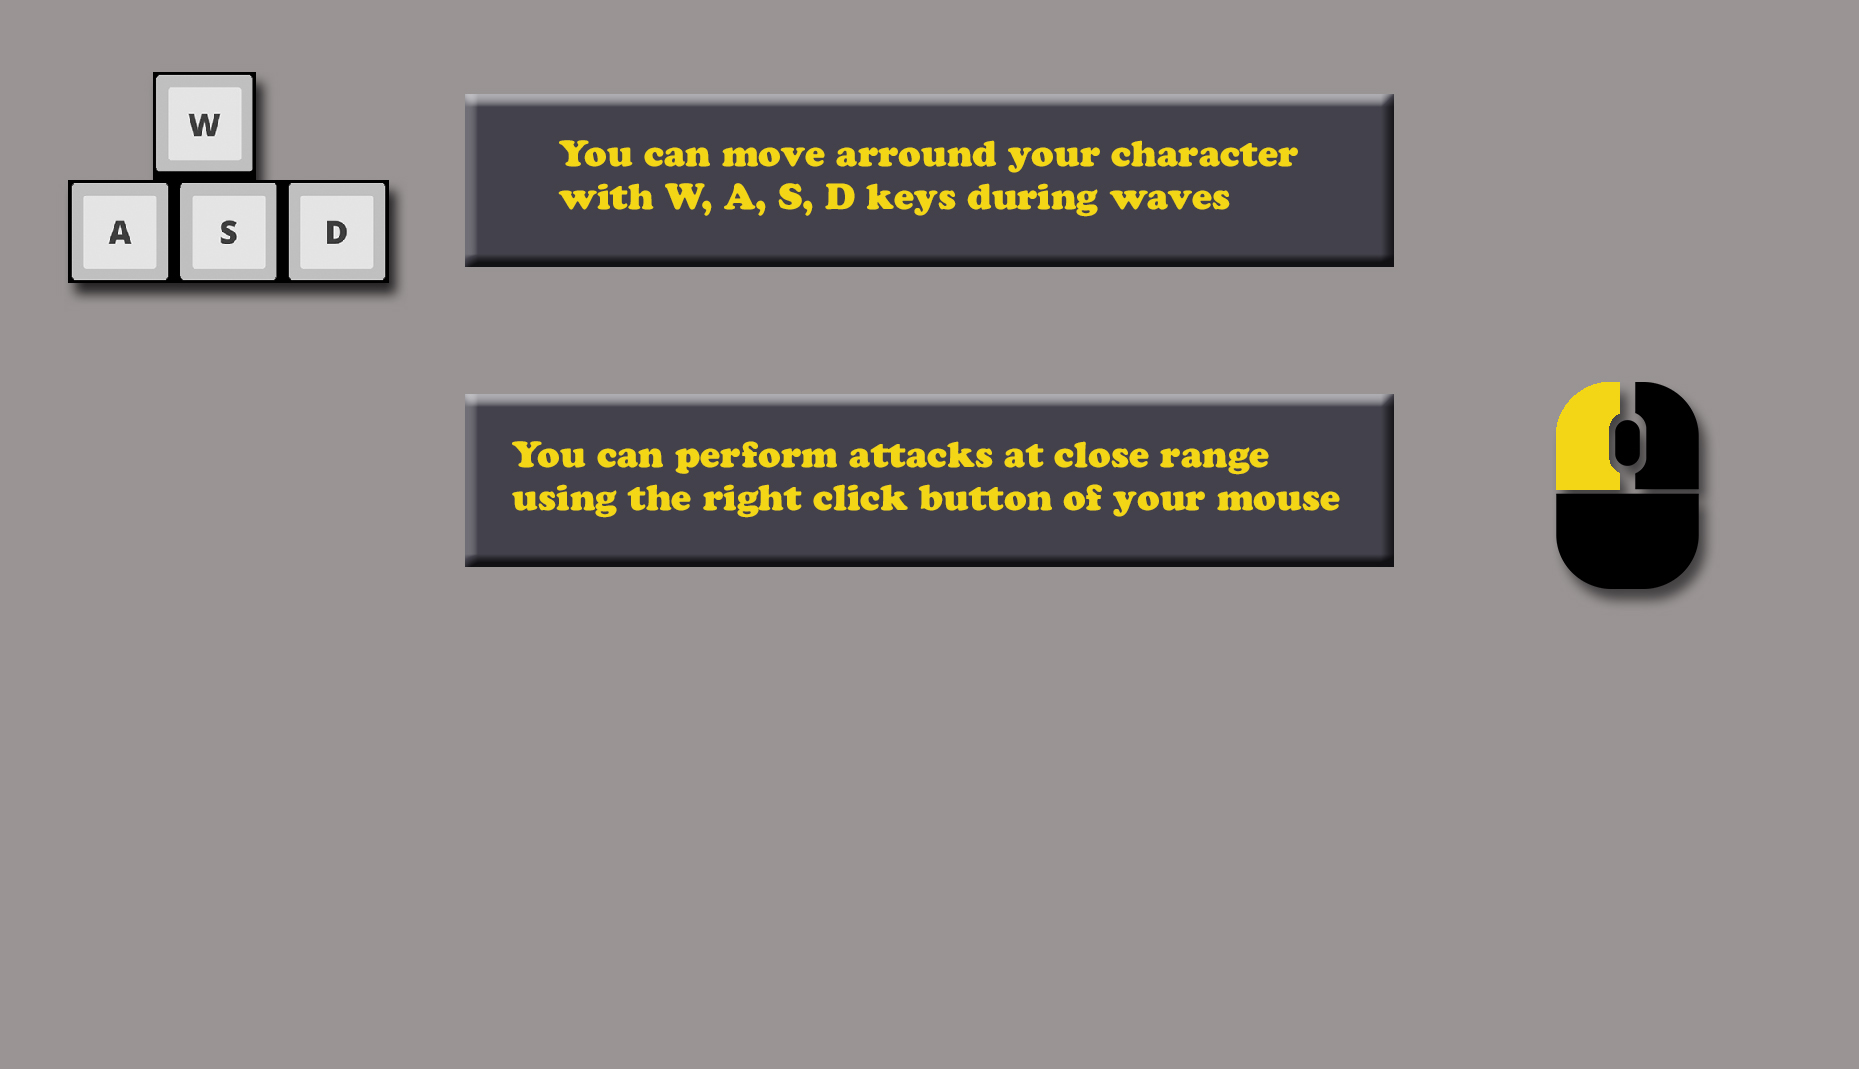 W
A S D
You can move arround your character
with W, A, S, D keys during waves
You can perform attacks at close range
using the right click button of your mouse